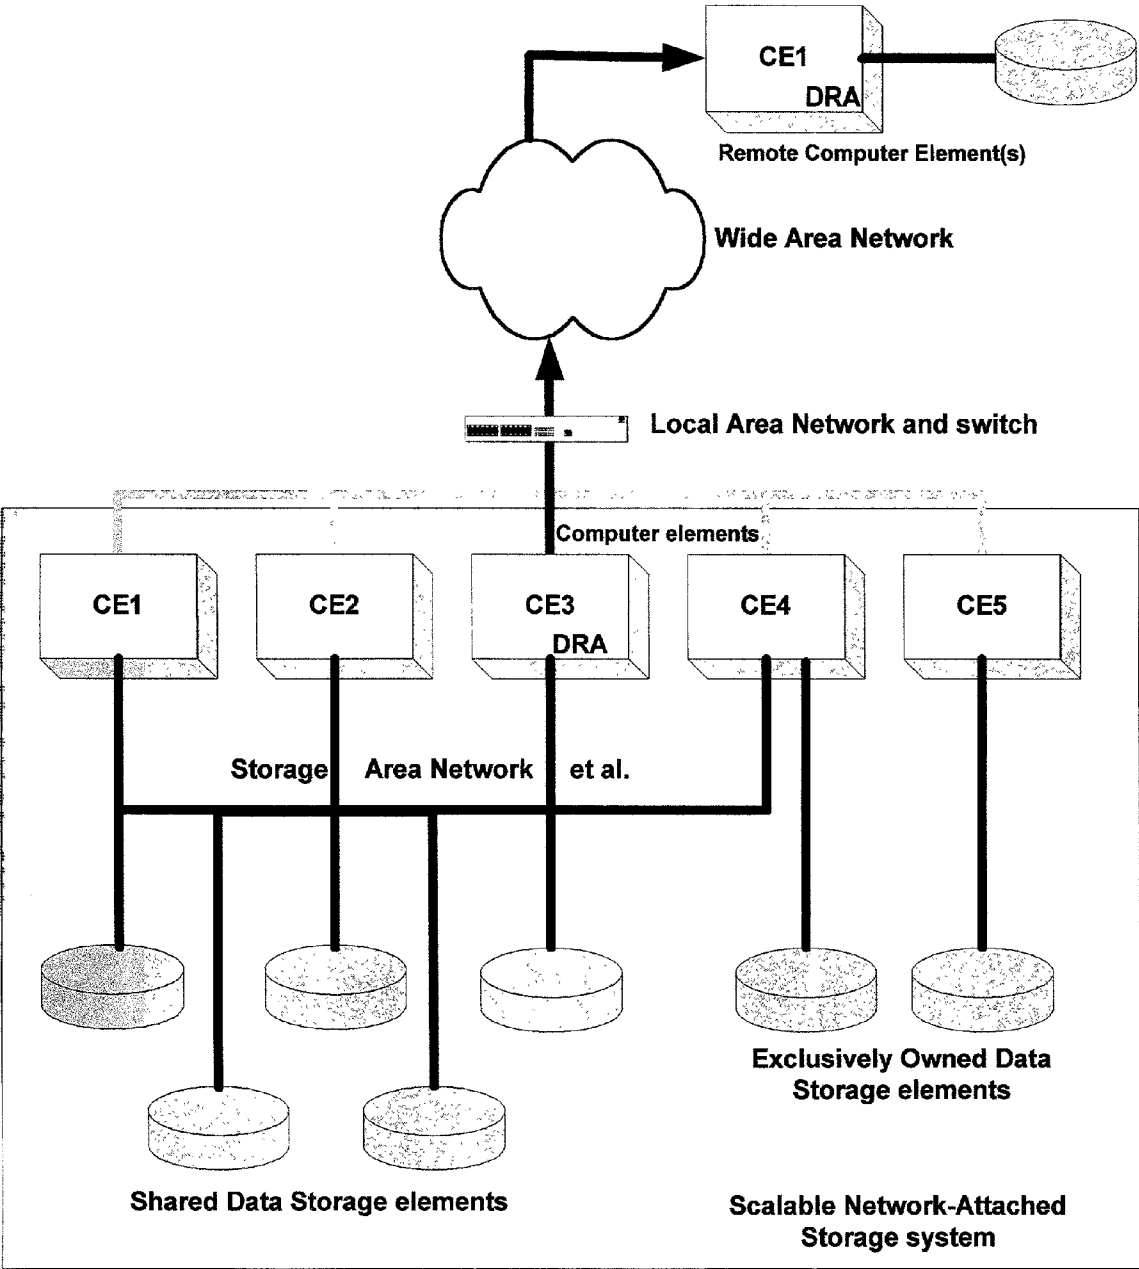 CE1
DRA
Remote Computer Element(s)
Wide Area Network
Local Area Network and switch
Computer elements
CE1
CE2
CE3
CE4
CE5
DRA
Storage Area Network et al.
Exclusively Owned Data
Storage elements
Shared Data Storage elements
Scalable Network-Attached
Storage system